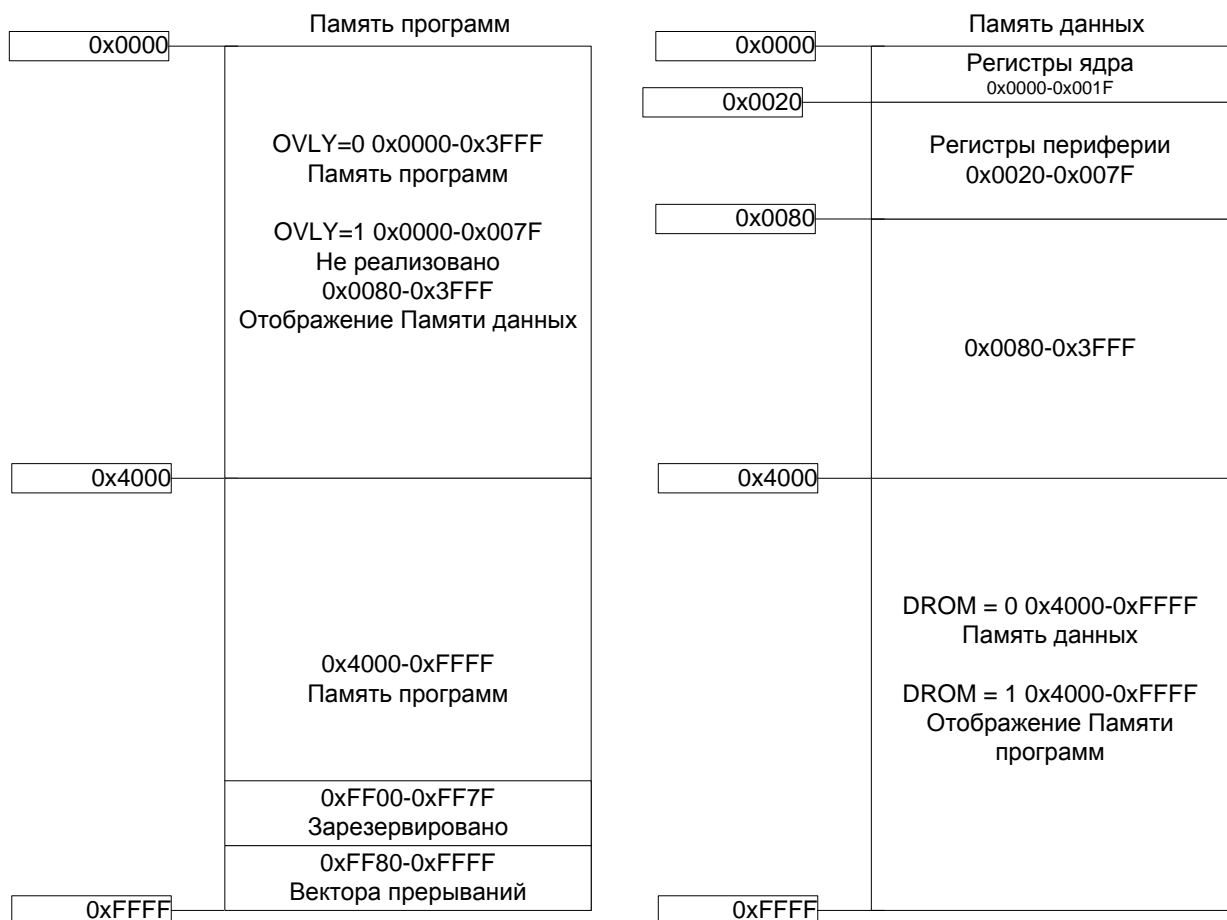 Память программ
0x0000
OVLY=0 0x0000-0x3FFF
Память программ
OVLY=1 0x0000-0x007F
Не реализовано
0x0080-0x3FFF
Отображение Памяти данных
0x4000
0x4000-0xFFFF
Память программ
0xFF00-0xFF7F
Зарезервировано
0xFF80-0xFFFF
Вектора прерываний
0xFFFF
Память данных
0x0000
Регистры ядра
0x0000-0x001F
0x0020
Регистры периферии
0x0020-0x007F
0x0080
0x0080-0x3FFF
0x4000
DROM = 0 0x4000-0xFFFF
Память данных
DROM = 1 0x4000-0xFFFF
Отображение Памяти
программ
0xFFFF